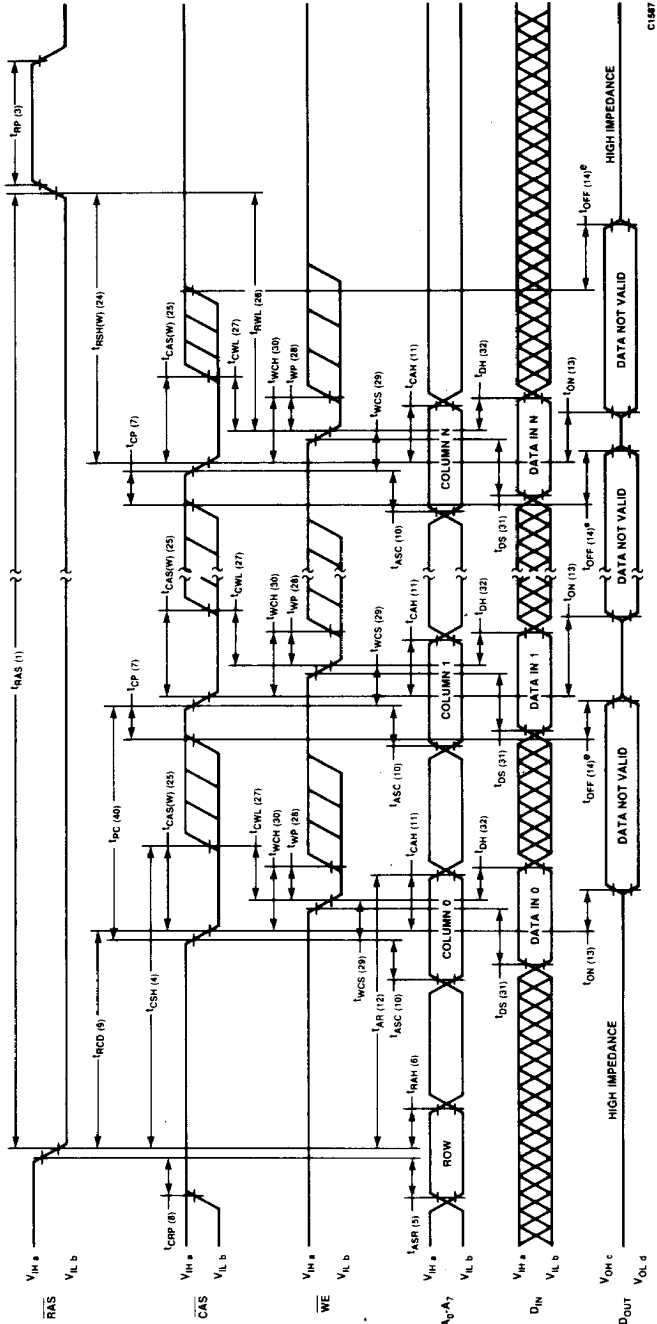 tRP (3)
tRAS (1)
RAS
VIH a
VIL b
tRSH(W) (24)
tCRP (8)
tRCD (9)
tPC (40)
tCP (7)
tCP (7)
tCSH (4)
tCAS(W) (25)
tCAS(W) (25)
tCAS(W) (25)
CAS
VIH a
VIL b
tCWL (27)
tCWL (27)
tCWL (27)
tRWL (26)
tWCH (30)
tWCH (30)
tWCH (30)
tWP (28)
tWP (28)
tWP (28)
WE
VIH a
VIL b
tWCS (29)
tWCS (29)
tWCS (29)
tAR (12)
tASR (5)
tRAH (6)
tASC (10)
tCAH (11)
tASC (10)
tCAH (11)
tASC (10)
tCAH (11)
A0-A7
VIH a
VIL b
ROW
COLUMN 0
COLUMN 1
COLUMN N
tDS (31)
tDH (32)
tDS (31)
tDH (32)
tDS (31)
tDH (32)
DIN
VIH a
VIL b
DATA IN 0
DATA IN 1
DATA IN N
tON (13)
tOFF (14)e
tON (13)
tOFF (14)e
tON (13)
tOFF (14)e
DOUT
VOH c
VOL d
HIGH IMPEDANCE
DATA NOT VALID
DATA NOT VALID
DATA NOT VALID
HIGH IMPEDANCE
C1587